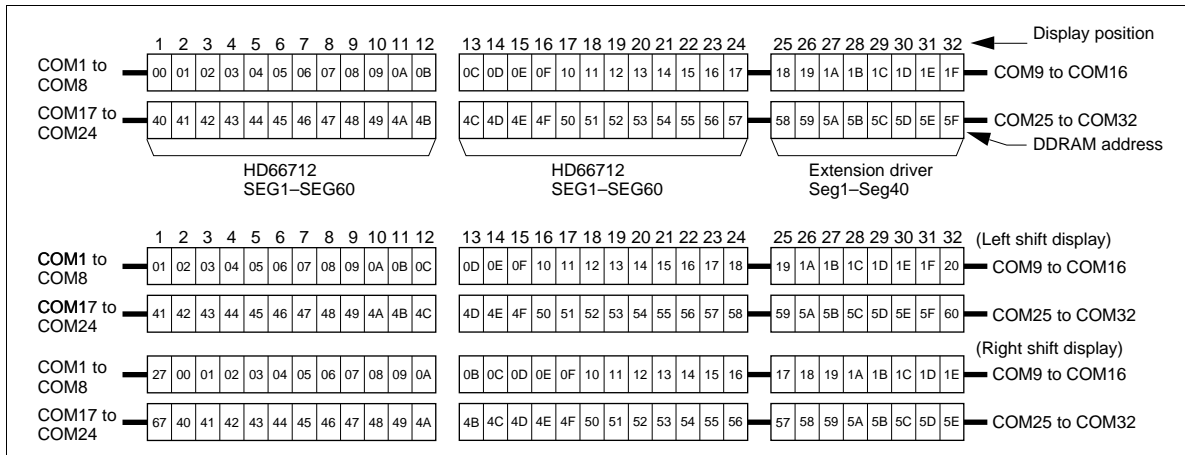 1 2 3 4 5 6 7 8 9 10 11 12 13 14 15 16 17 18 19 20 21 22 23 24 25 26 27 28 29 30 31 32 Display position
COM1 to COM8 00 01 02 03 04 05 06 07 08 09 0A 0B 0C 0D 0E 0F 10 11 12 13 14 15 16 17 18 19 1A 1B 1C 1D 1E 1F COM9 to COM16
COM17 to COM24 40 41 42 43 44 45 46 47 48 49 4A 4B 4C 4D 4E 4F 50 51 52 53 54 55 56 57 58 59 5A 5B 5C 5D 5E 5F COM25 to COM32
DDRAM address
HD66712 HD66712 Extension driver
SEG1–SEG60 SEG1–SEG60 Seg1–Seg40
1 2 3 4 5 6 7 8 9 10 11 12 13 14 15 16 17 18 19 20 21 22 23 24 25 26 27 28 29 30 31 32 (Left shift display)
COM1 to COM8 01 02 03 04 05 06 07 08 09 0A 0B 0C 0D 0E 0F 10 11 12 13 14 15 16 17 18 19 1A 1B 1C 1D 1E 1F 20 COM9 to COM16
COM17 to COM24 41 42 43 44 45 46 47 48 49 4A 4B 4C 4D 4E 4F 50 51 52 53 54 55 56 57 58 59 5A 5B 5C 5D 5E 5F 60 COM25 to COM32
(Right shift display)
COM1 to COM8 27 00 01 02 03 04 05 06 07 08 09 0A 0B 0C 0D 0E 0F 10 11 12 13 14 15 16 17 18 19 1A 1B 1C 1D 1E COM9 to COM16
COM17 to COM24 67 40 41 42 43 44 45 46 47 48 49 4A 4B 4C 4D 4E 4F 50 51 52 53 54 55 56 57 58 59 5A 5B 5C 5D 5E COM25 to COM32